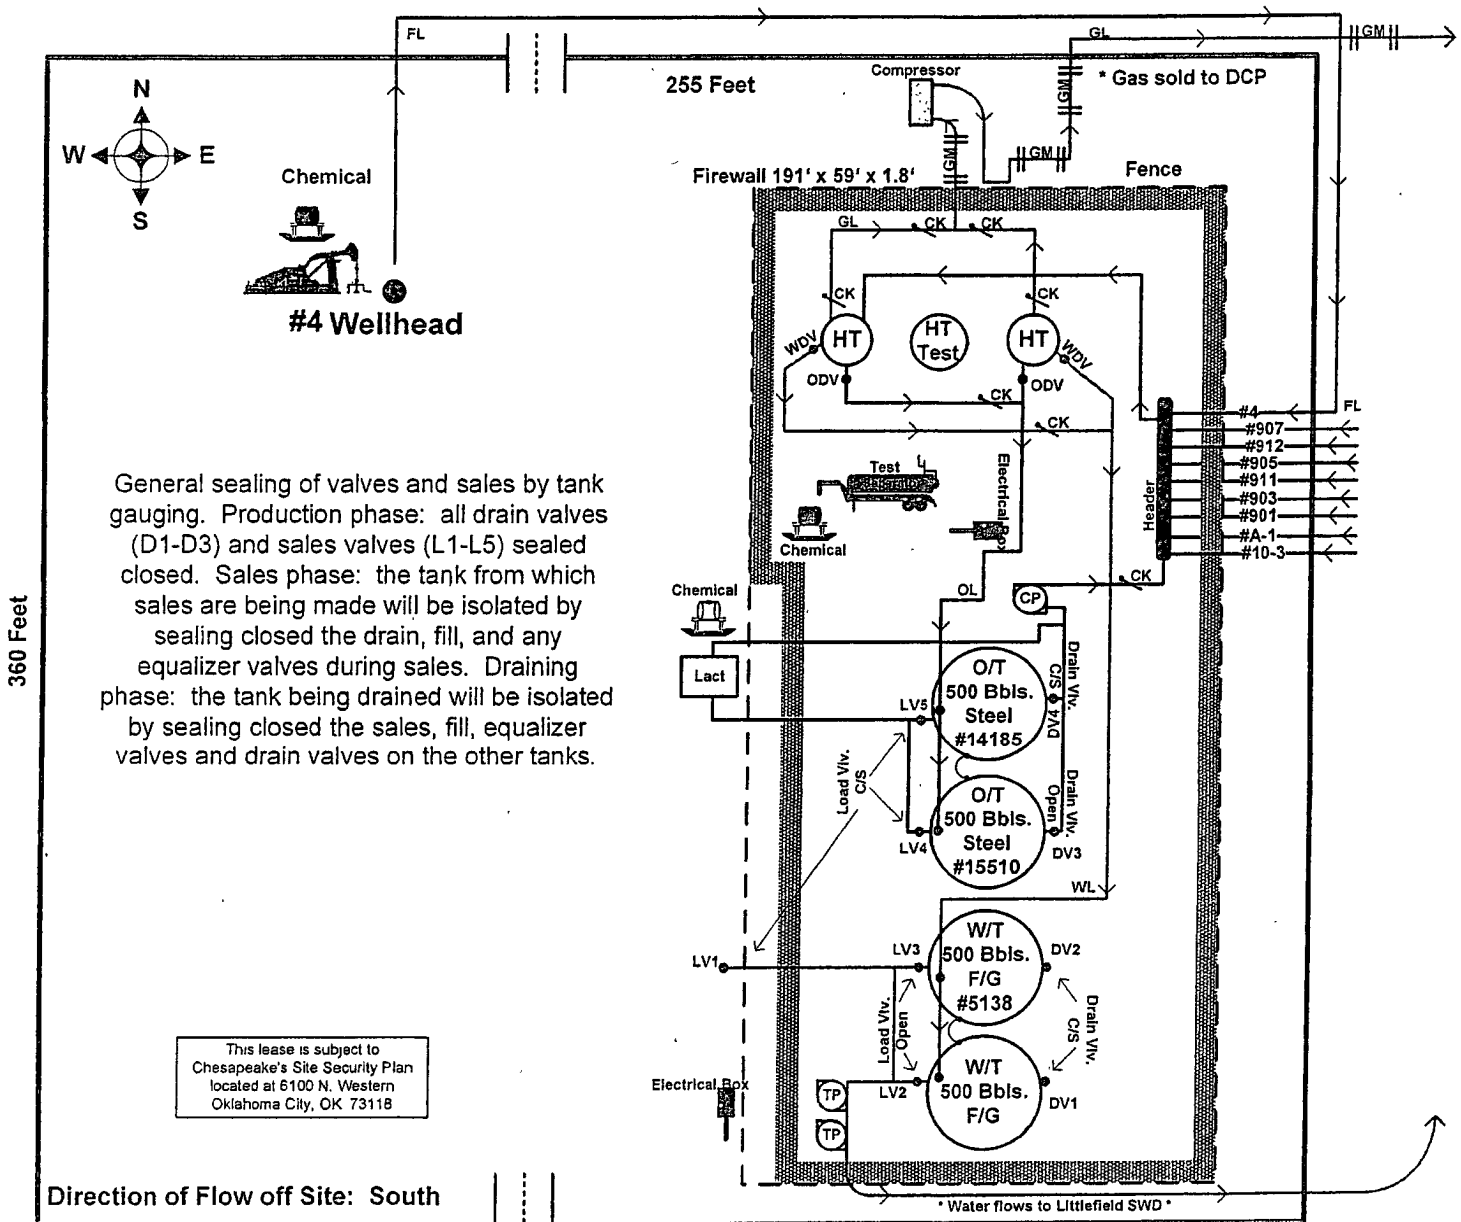 FL
GL
GM
N
W
E
S
255 Feet
Compressor
* Gas sold to DCP
GM
GM
GM
Chemical
Firewall 191' x 59' x 1.8'
Fence
#4 Wellhead
GL
CK
CK
CK
CK
HT
HT
Test
HT
WDV
WDV
ODV
ODV
CK
CK
#4
FL
#907
#912
#905
#911
#903
#901
#A-1
#10-3
Header
Test
Electrical Box
Chemical
General sealing of valves and sales by tank
gauging. Production phase: all drain valves
(D1-D3) and sales valves (L1-L5) sealed
closed. Sales phase: the tank from which
sales are being made will be isolated by
sealing closed the drain, fill, and any
equalizer valves during sales. Draining
phase: the tank being drained will be isolated
by sealing closed the sales, fill, equalizer
valves and drain valves on the other tanks.
360 Feet
CK
CP
OL
Chemical
Lact
O/T
500 Bbls.
Steel
#14185
LV5
Drain Vlv.
C/S
DV4
Load Vlv.
C/S
O/T
500 Bbls.
Steel
#15510
LV4
Drain Vlv.
Open
DV3
WL
LV1
LV3
W/T
500 Bbls.
F/G
#5138
DV2
Load Vlv.
Open
Drain Vlv.
C/S
W/T
500 Bbls.
F/G
LV2
DV1
TP
TP
Electrical Box
This lease is subject to
Chesapeake's Site Security Plan
located at 6100 N. Western
Oklahoma City, OK 73118
Direction of Flow off Site: South
* Water flows to Littlefield SWD *